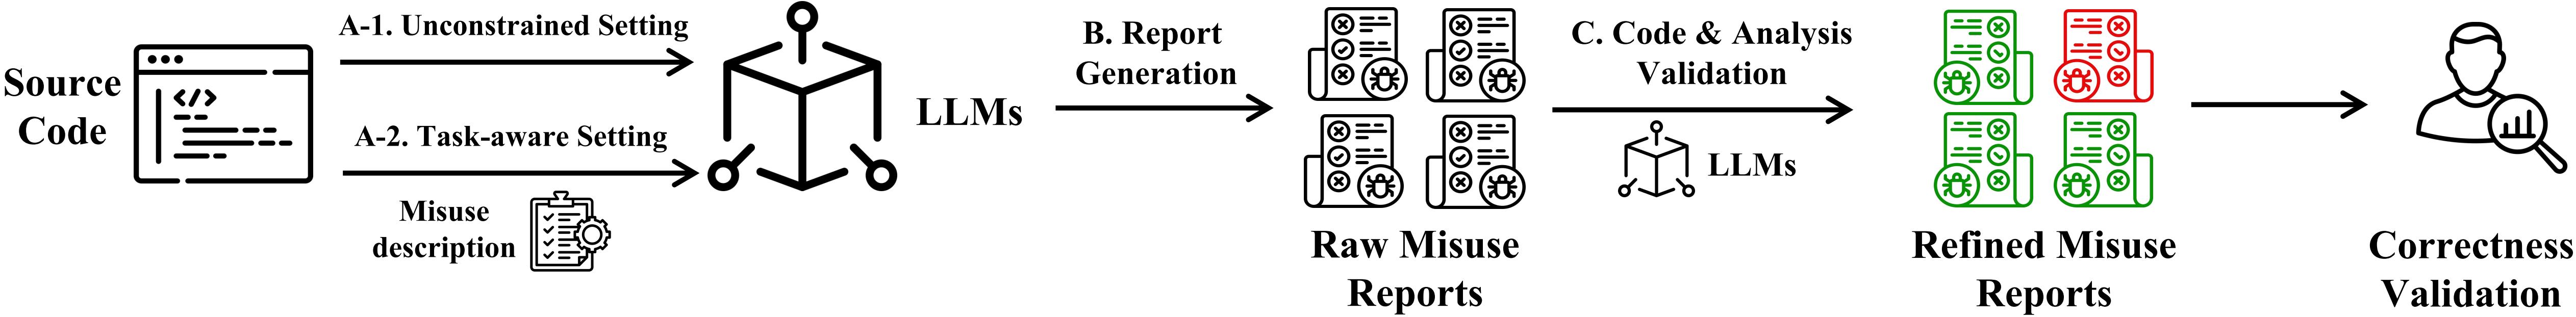 Source
Code
A-1. Unconstrained Setting
A-2. Task-aware Setting
Misuse
description
LLMs
B. Report
Generation
Raw Misuse
Reports
C. Code & Analysis
Validation
LLMs
Refined Misuse
Reports
Correctness
Validation